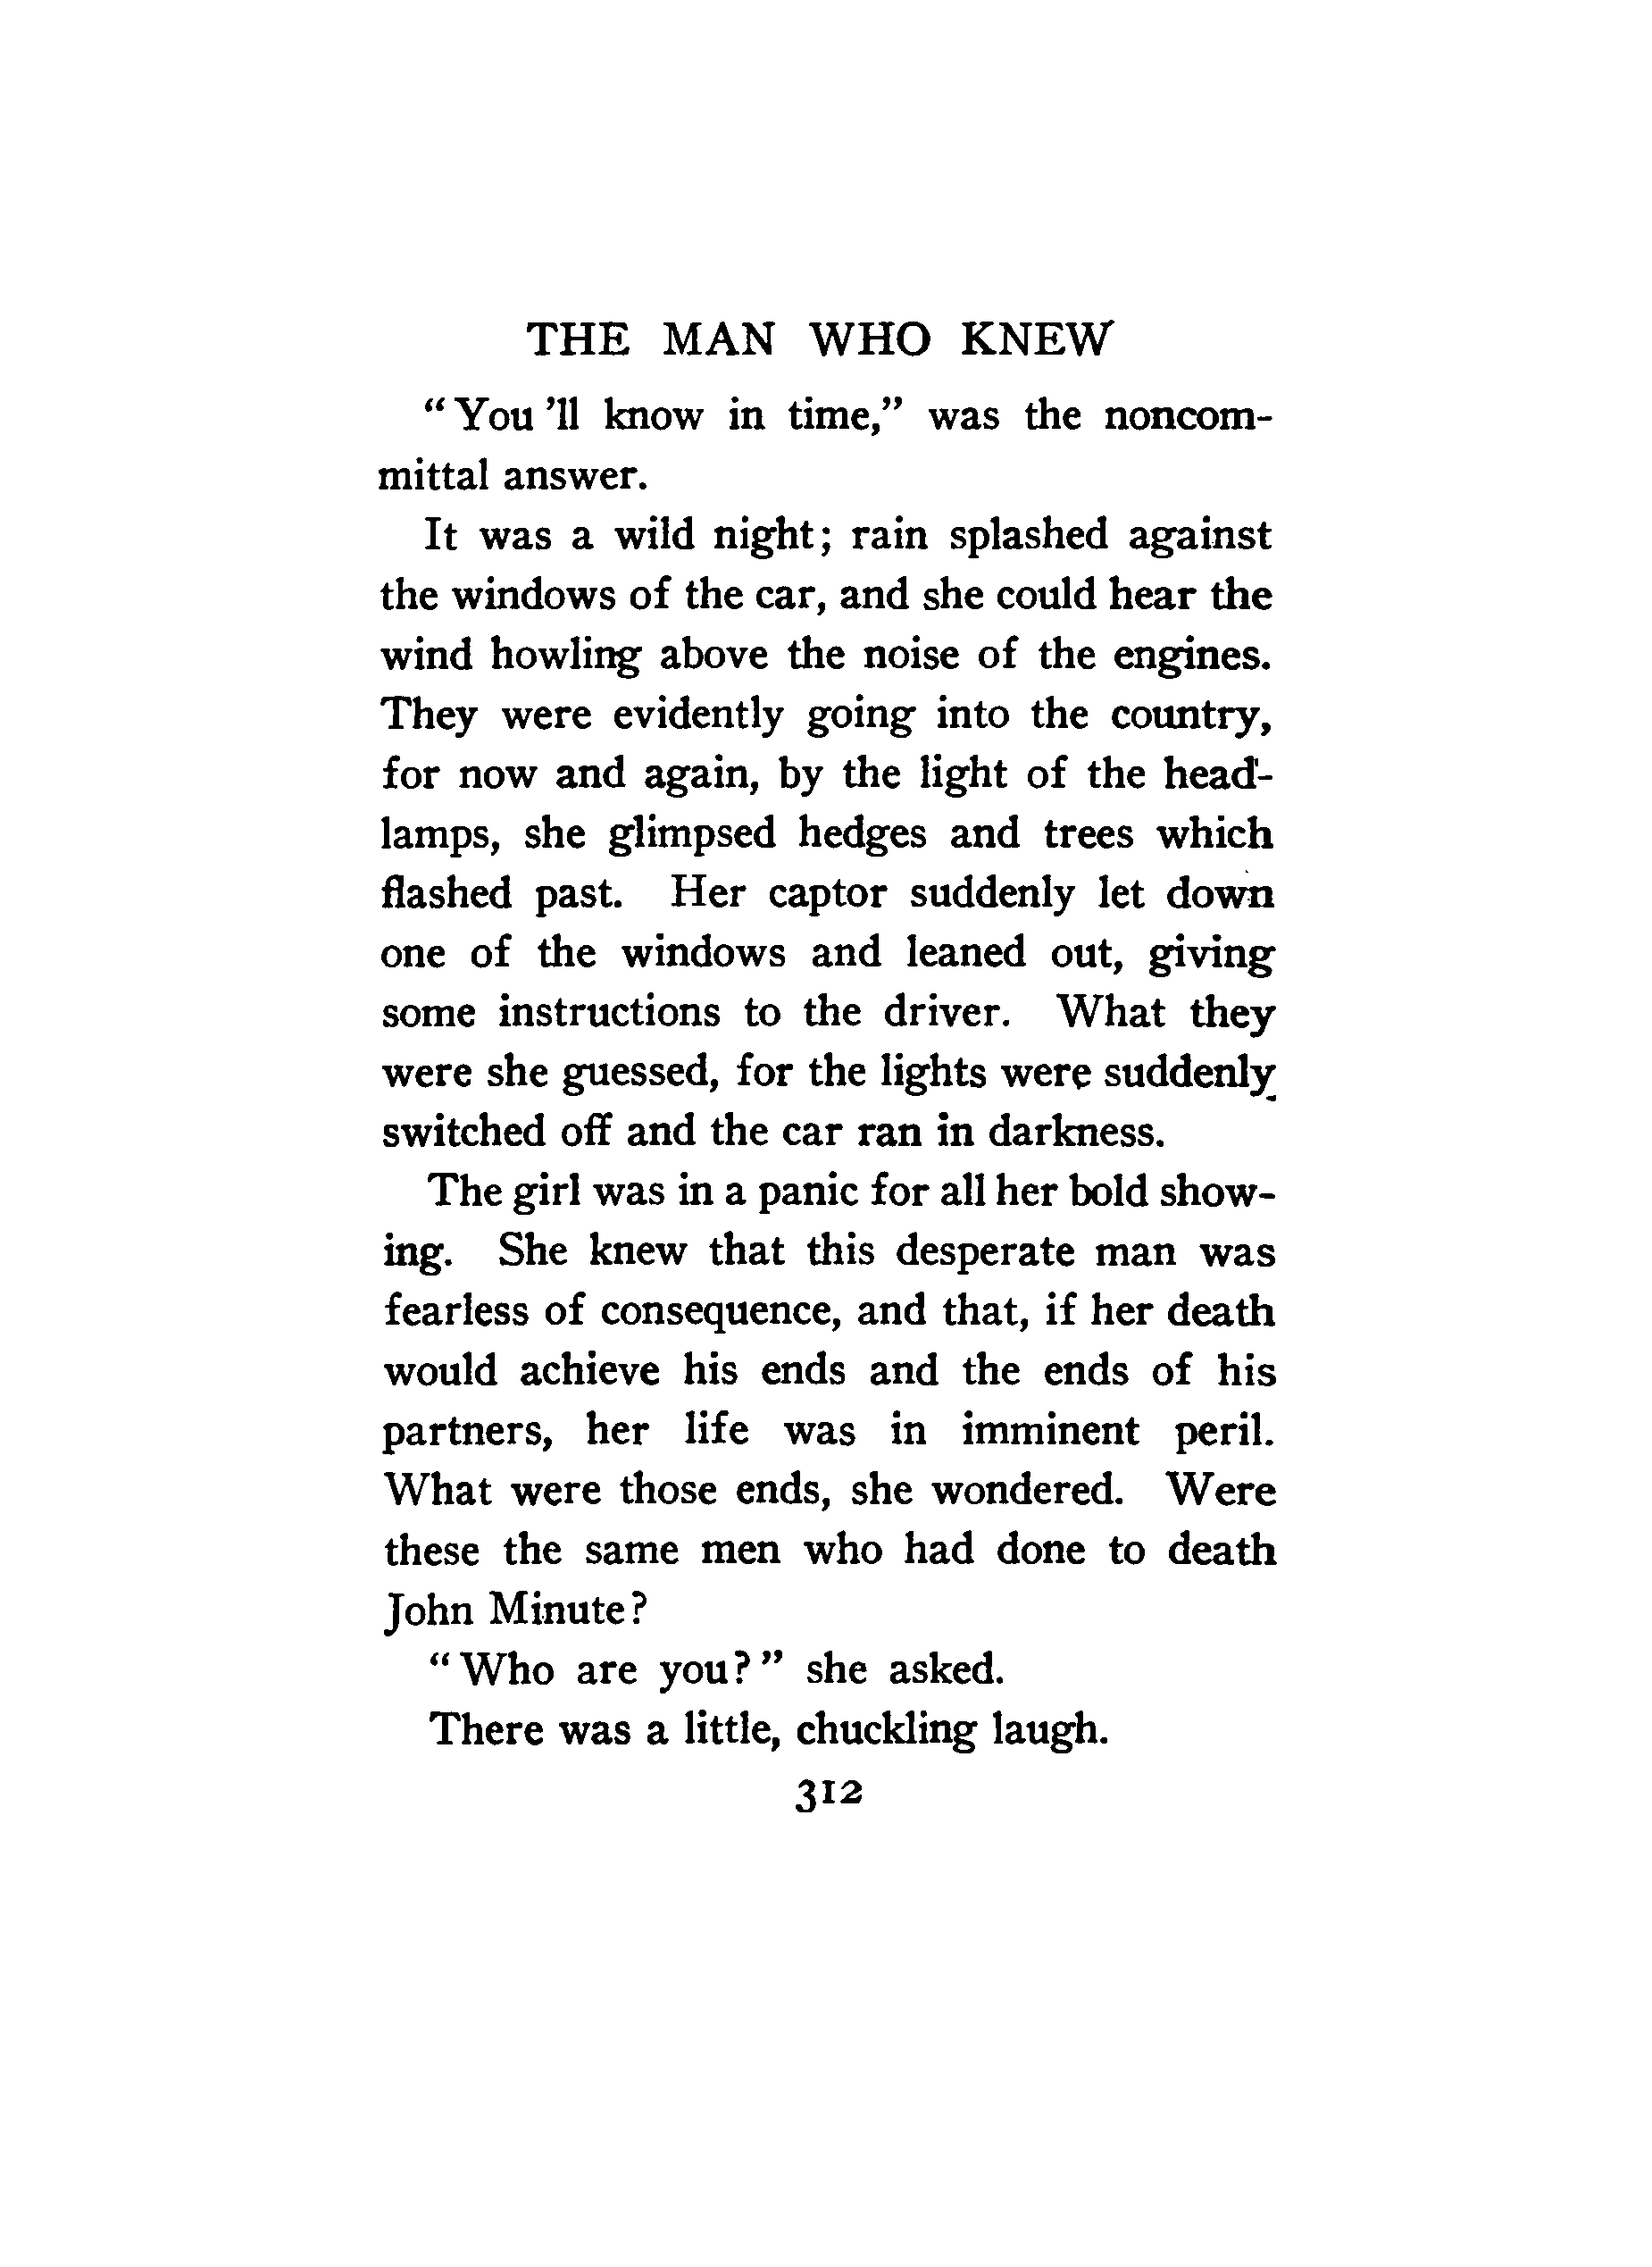 THE MAN WHO KNEW
“You ’ll know in time,” was the noncom-
mittal answer.
It was a wild night; rain splashed against
the windows of the car, and she could hear the
wind howling above the noise of the engines.
They were evidently going into the country,
for now and again, by the light of the head-
lamps, she glimpsed hedges and trees which
flashed past. Her captor suddenly let down
one of the windows and leaned out, giving
some instructions to the driver. What they
were she guessed, for the lights were suddenly
switched off and the car ran in darkness.
The girl was in a panic for all her bold show-
ing. She knew that this desperate man was
fearless of consequence, and that, if her death
would achieve his ends and the ends of his
partners, her life was in imminent peril.
What were those ends, she wondered. Were
these the same men who had done to death
John Minute?
“Who are you?” she asked.
There was a little, chuckling laugh.
312